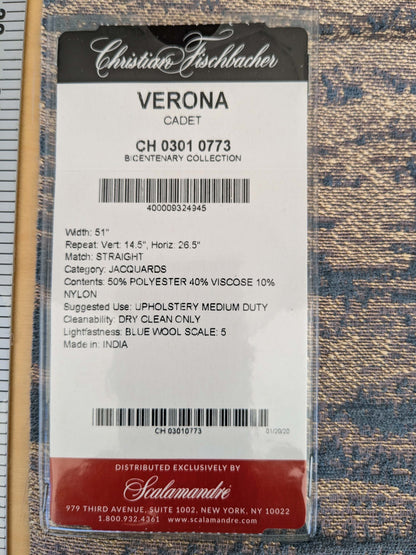 Christian Fischbacher
VERONA
CADET
CH 0301 0773
BICENTENARY COLLECTION
400009324945
Width: 51"
Repeat: Vert: 14.5", Horiz: 26.5"
Match: STRAIGHT
Category: JACQUARDS
Contents: 50% POLYESTER 40% VISCOSE 10%
NYLON
Suggested Use: UPHOLSTERY MEDIUM DUTY
Cleanability: DRY CLEAN ONLY
Lightfastness: BLUE WOOL SCALE: 5
Made in: INDIA
CH 03010773 01/20/20
DISTRIBUTED EXCLUSIVELY BY
Scalamandré
979 THIRD AVENUE, SUITE 1002, NEW YORK, NY 10022
1.800.932.4361 www.scalamandre.com